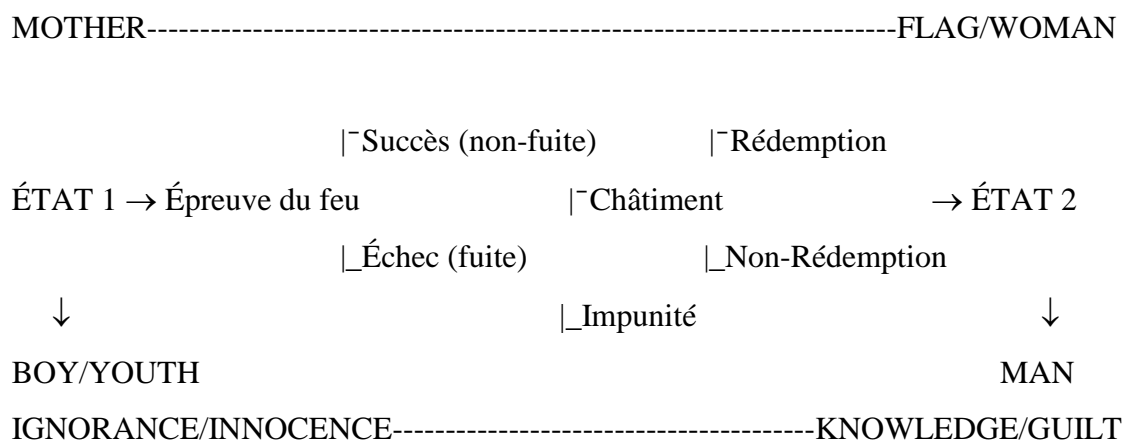 MOTHER-----------------------------------------------------------------------FLAG/WOMAN
|¯Succès (non-fuite) |¯Rédemption
ÉTAT 1 → Épreuve du feu |¯Châtiment → ÉTAT 2
|_Échec (fuite) |_Non-Rédemption
↓ |_Impunité ↓
BOY/YOUTH MAN
IGNORANCE/INNOCENCE----------------------------------------KNOWLEDGE/GUILT